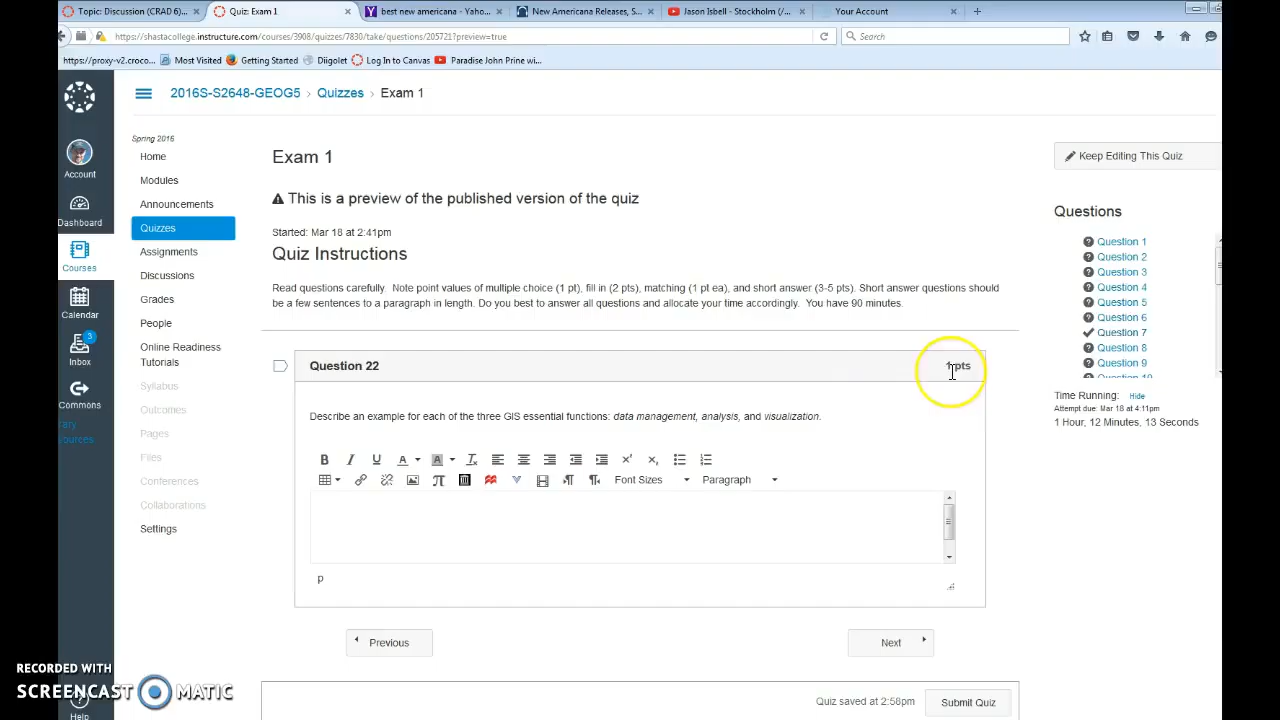 Topic: Discussion (CRAD 6)...
Quiz: Exam 1
best new americana - Yaho...
New Americana Releases, S...
Jason Isbell - Stockholm (/...
Your Account
https://shastacollege.instructure.com/courses/3908/quizzes/7830/take/questions/205721?preview=true
Search
https://proxy-v2.croco...
Most Visited
Getting Started
Diigolet
Log In to Canvas
Paradise John Prine wi...
2016S-S2648-GEOG5 › Quizzes › Exam 1
Account
Dashboard
Courses
Calendar
3
Inbox
Commons
Help
Spring 2016
Home
Modules
Announcements
Quizzes
Assignments
Discussions
Grades
People
Online Readiness
Tutorials
Syllabus
Outcomes
Pages
Files
Conferences
Collaborations
Settings
Exam 1
This is a preview of the published version of the quiz
Started: Mar 18 at 2:41pm
Quiz Instructions
Read questions carefully. Note point values of multiple choice (1 pt), fill in (2 pts), matching (1 pt ea), and short answer (3-5 pts). Short answer questions should
be a few sentences to a paragraph in length. Do you best to answer all questions and allocate your time accordingly. You have 90 minutes.
Question 22
pts
Describe an example for each of the three GIS essential functions: data management, analysis, and visualization.
B I U A A
Font Sizes
Paragraph
p
Previous
Next
Quiz saved at 2:58pm
Submit Quiz
Keep Editing This Quiz
Questions
Question 1
Question 2
Question 3
Question 4
Question 5
Question 6
Question 7
Question 8
Question 9
Question 10
Time Running: Hide
Attempt due: Mar 18 at 4:11pm
1 Hour, 12 Minutes, 13 Seconds
RECORDED WITH
SCREENCAST MATIC